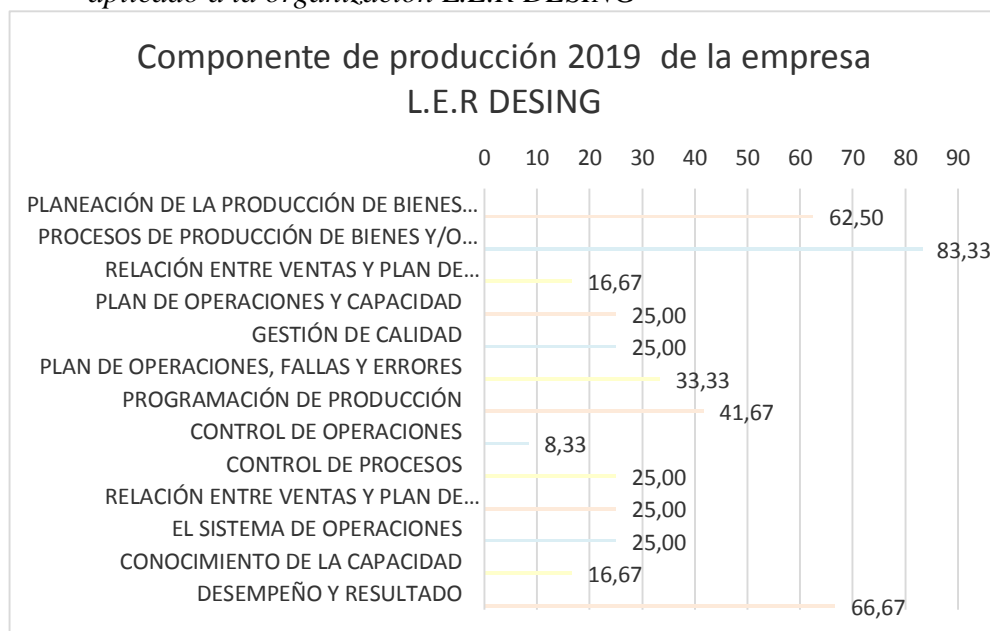 aplicado a la organización L.E.R DESING
Componente de producción 2019 de la empresa
L.E.R DESING
0 10 20 30 40 50 60 70 80 90
PLANEACIÓN DE LA PRODUCCIÓN DE BIENES…
62,50
PROCESOS DE PRODUCCIÓN DE BIENES Y/O…
83,33
RELACIÓN ENTRE VENTAS Y PLAN DE…
16,67
PLAN DE OPERACIONES Y CAPACIDAD
25,00
GESTIÓN DE CALIDAD
25,00
PLAN DE OPERACIONES, FALLAS Y ERRORES
33,33
PROGRAMACIÓN DE PRODUCCIÓN
41,67
CONTROL DE OPERACIONES
8,33
CONTROL DE PROCESOS
25,00
RELACIÓN ENTRE VENTAS Y PLAN DE…
25,00
EL SISTEMA DE OPERACIONES
25,00
CONOCIMIENTO DE LA CAPACIDAD
16,67
DESEMPEÑO Y RESULTADO
66,67